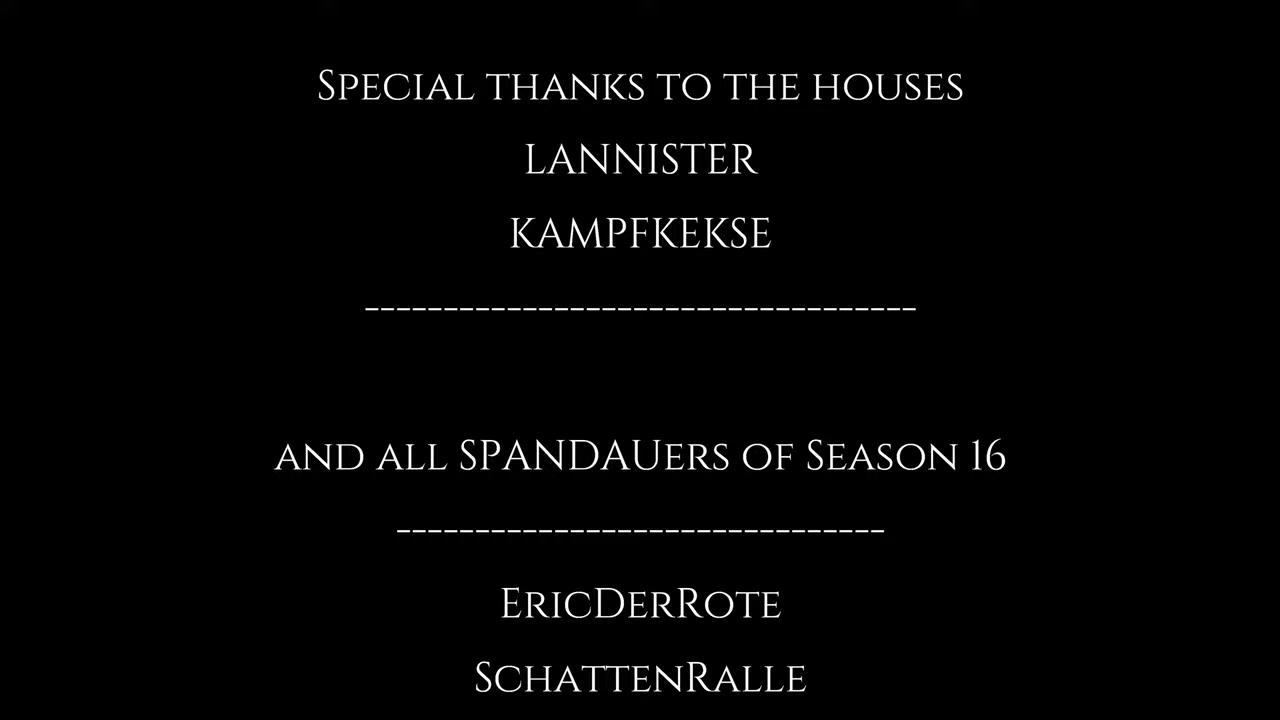 Special thanks to the houses
LANNISTER
KAMPFKEKSE
-----------------------------------
and all SPANDAUers of Season 16
-------------------------------
EricDerRote
SchattenRalle